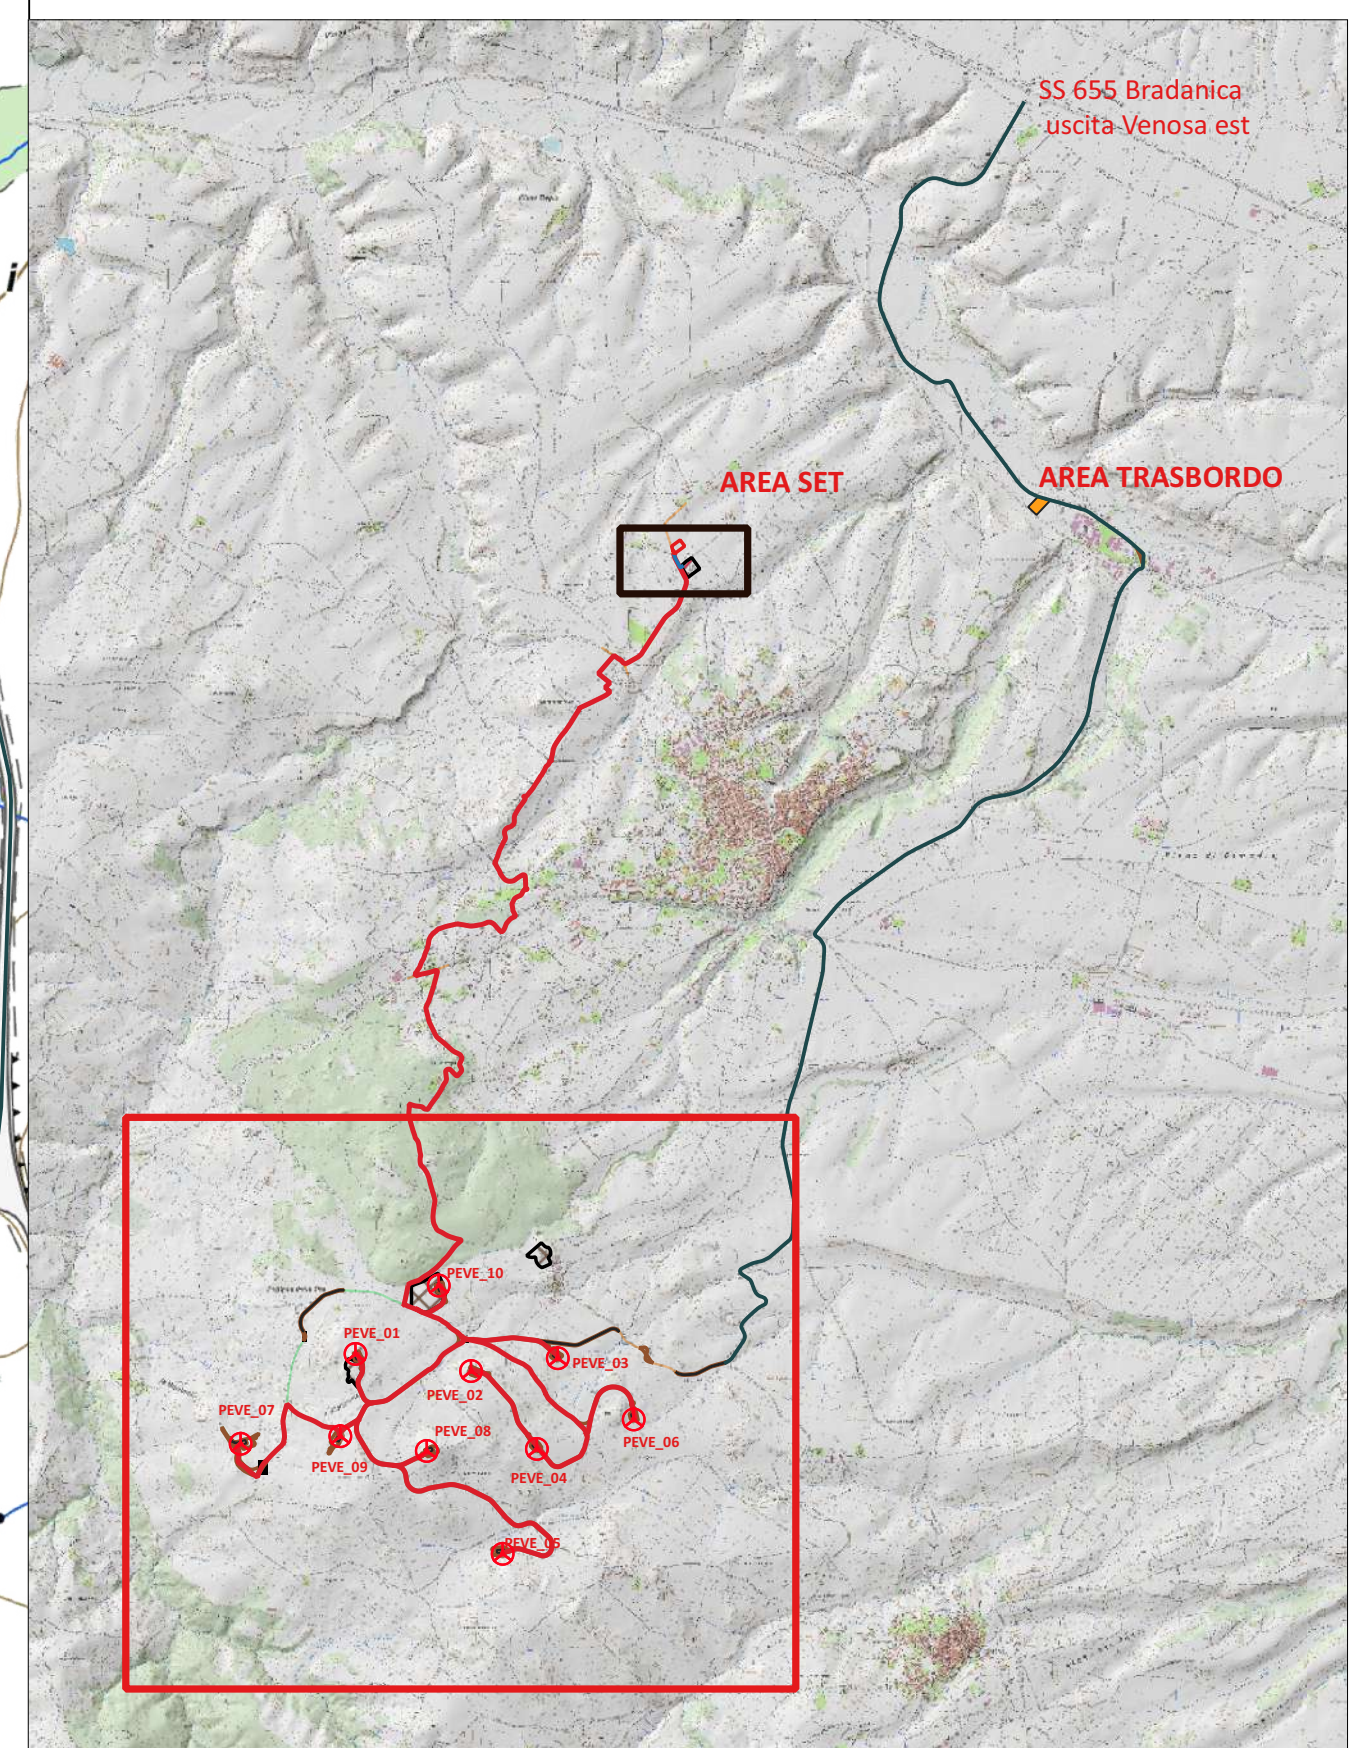 SS 655 Bradanica
uscita Venosa est
AREA SET
AREA TRASBORDO
PEVE_10
PEVE_01
PEVE_03
PEVE_02
PEVE_07
PEVE_08
PEVE_06
PEVE_09
PEVE_04
PEVE_05
i